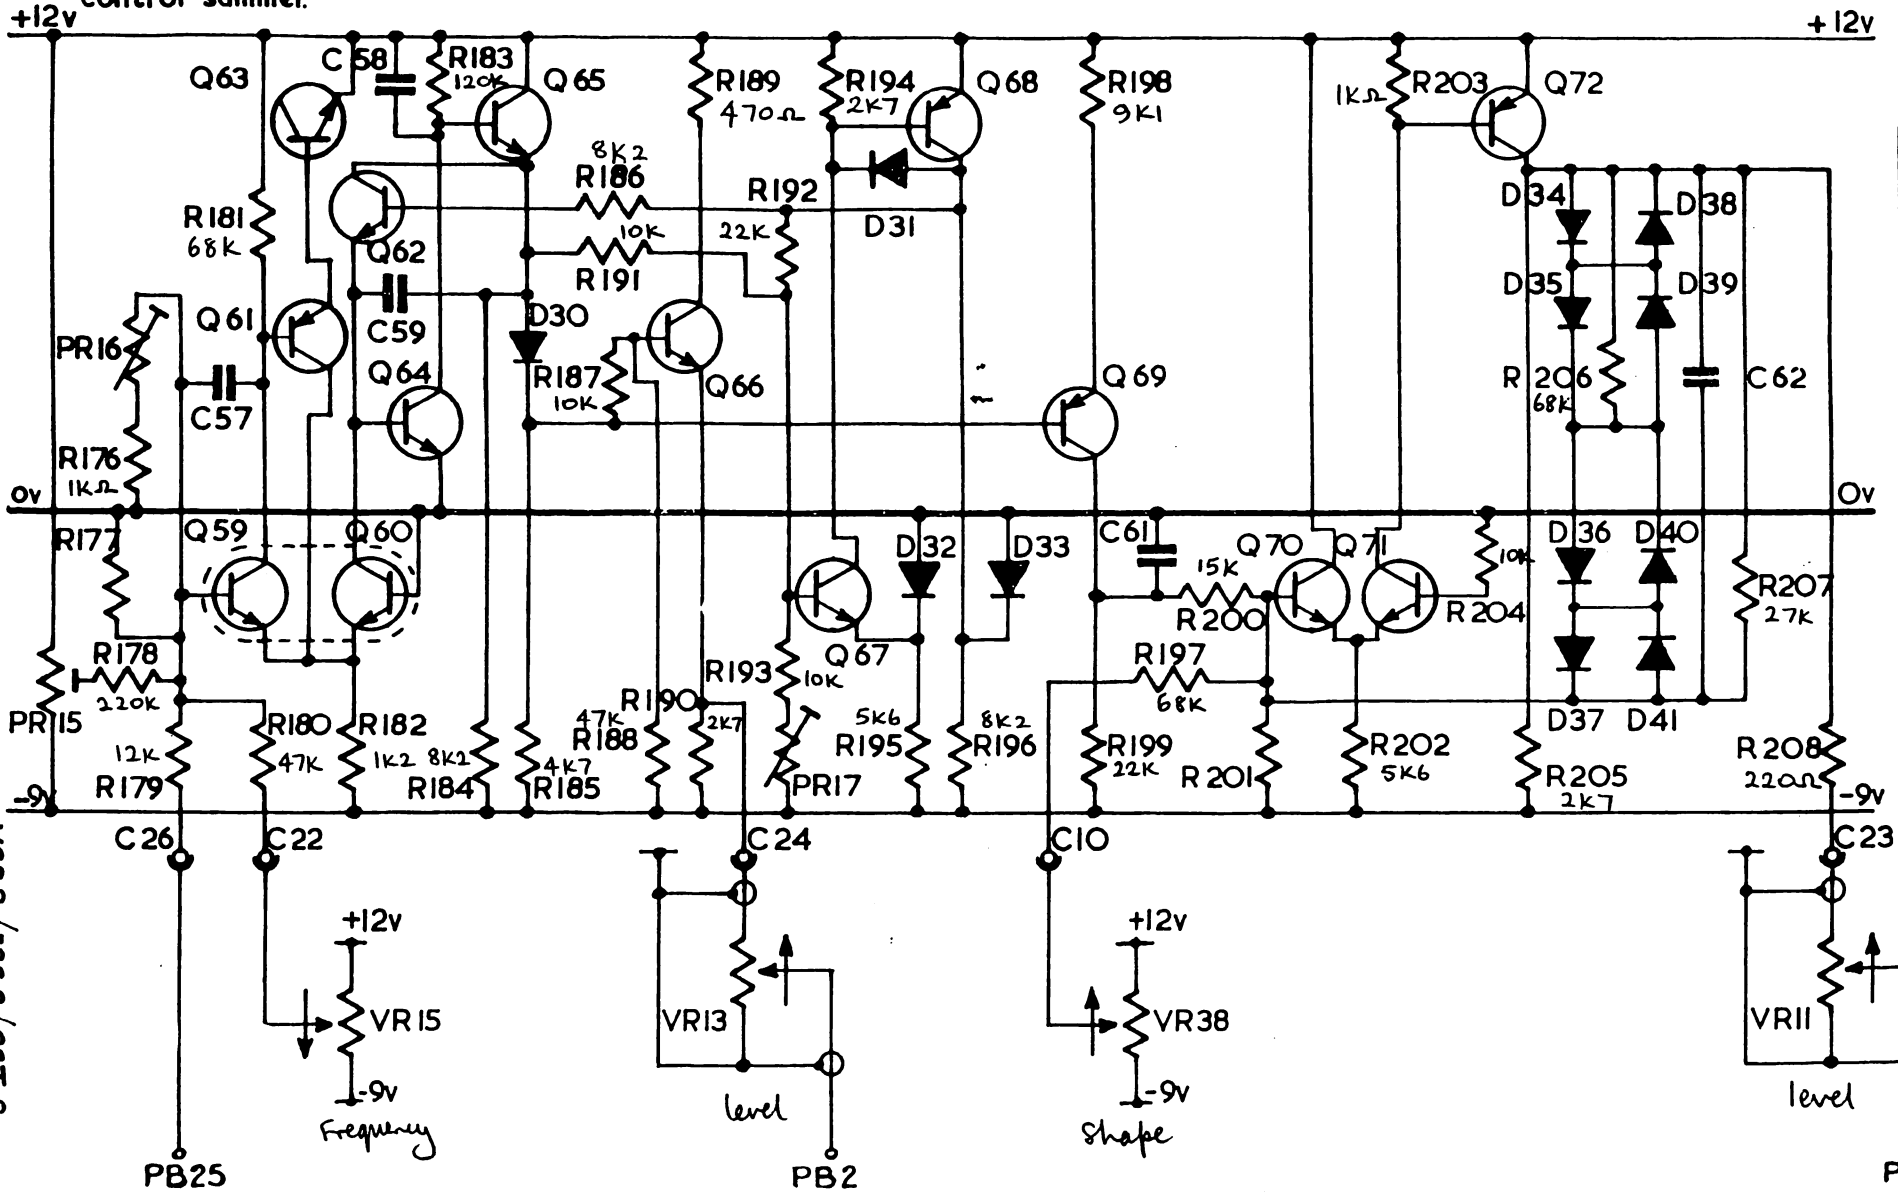 control summer.
+12v
+12v
C58
R183
120K
Q63
Q65
R189
470Ω
R194
2K7
Q68
R198
9K1
1KΩ
R203
Q72
8K2
R186
R192
D31
R181
68K
Q62
10K
R191
22K
D34
D38
D35
D39
Q61
C59
D30
PR16
Q64
R187
10K
Q66
Q69
R206
68K
C62
C57
R176
1KΩ
0v
0v
R177
Q59
Q60
D32
D33
C61
15K
R200
Q70
Q71
10K
R204
D36
D40
R207
27K
Q67
R178
220K
R193
10K
R197
68K
PR15
R180
47K
R182
1K2
8K2
R184
4K7
R185
47K
R188
R190
2K7
PR17
5K6
R195
8K2
R196
R199
22K
R201
R202
5K6
D37
D41
R205
2K7
R208
220Ω
12K
R179
-9v
-9v
C26
C22
C24
C10
C23
+12v
VR15
-9v
Frequency
VR13
level
+12v
VR38
-9v
Shape
VR11
level
PB25
PB2
P